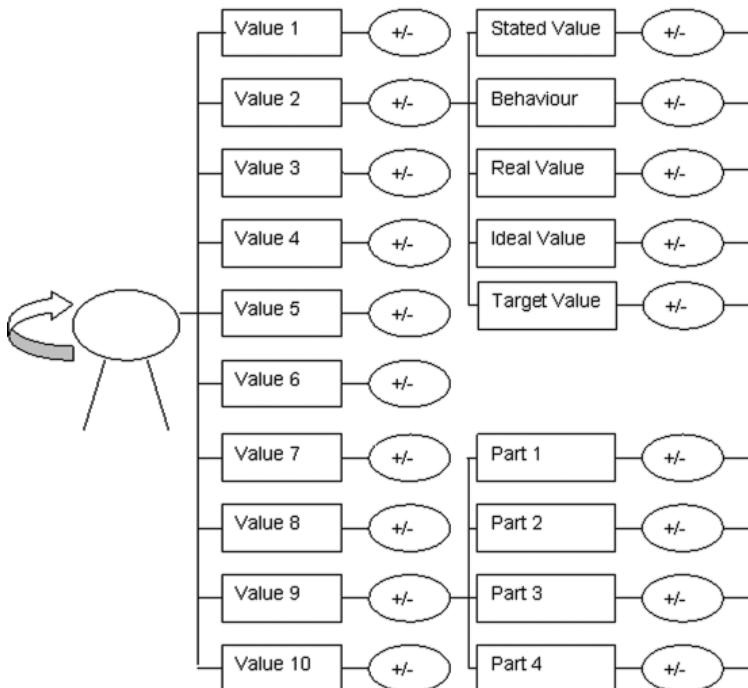 Value 1 +/- Stated Value +/-
Value 2 +/- Behaviour +/-
Value 3 +/- Real Value +/-
Value 4 +/- Ideal Value +/-
Value 5 +/- Target Value +/-
Value 6 +/-
Value 7 +/- Part 1 +/-
Value 8 +/- Part 2 +/-
Value 9 +/- Part 3 +/-
Value 10 +/- Part 4 +/-